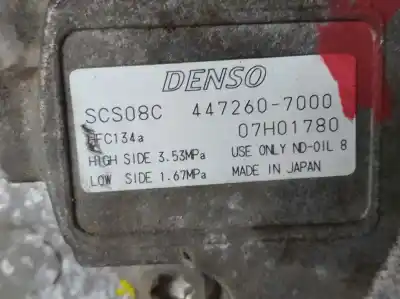 DENSO
SCS08C 447260-7000
HFC134a 07H01780
HIGH SIDE 3.53MPa USE ONLY ND-OIL 8
LOW SIDE 1.67MPa MADE IN JAPAN